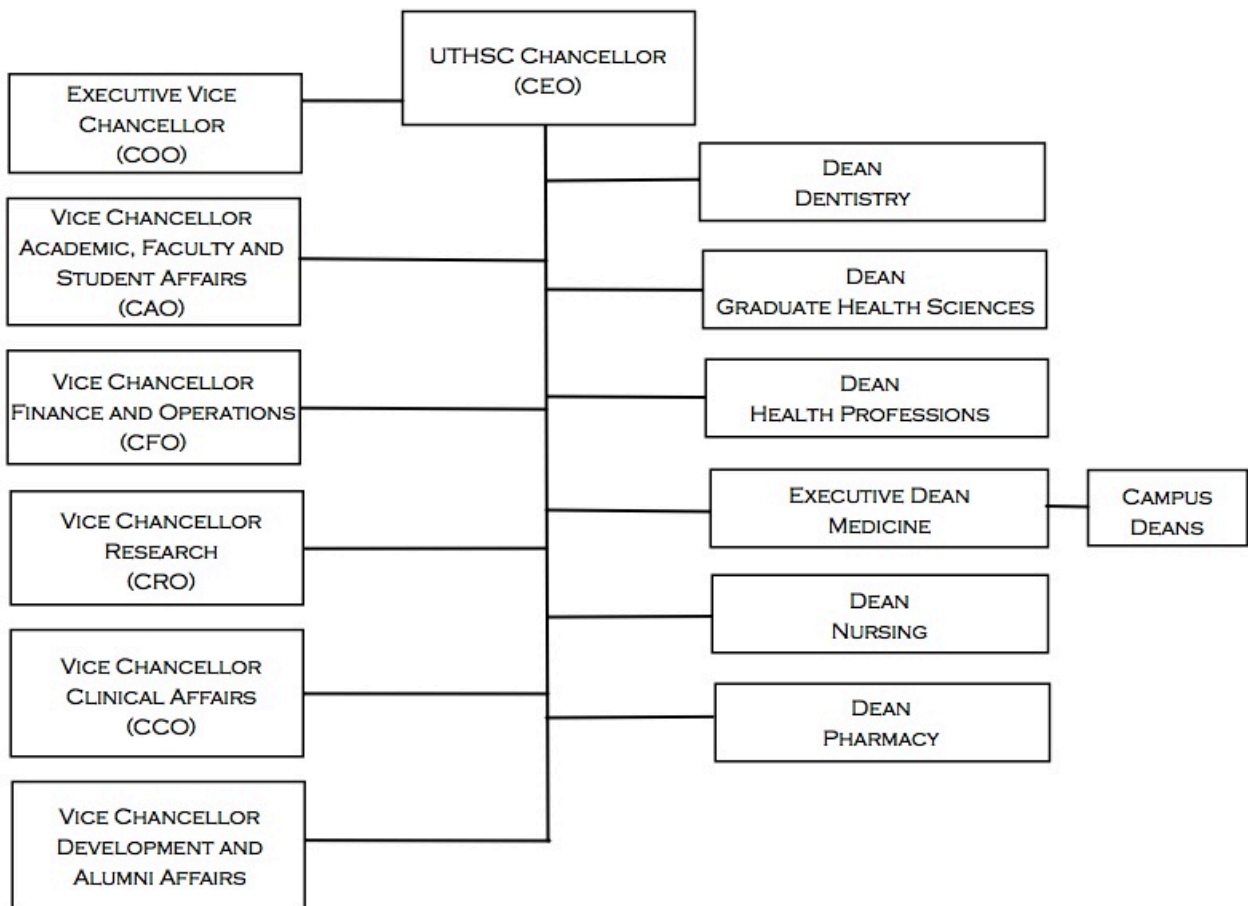 UTHSC Chancellor
(CEO)
Executive Vice
Chancellor
(COO)
Vice Chancellor
Academic, Faculty and
Student Affairs
(CAO)
Vice Chancellor
Finance and Operations
(CFO)
Vice Chancellor
Research
(CRO)
Vice Chancellor
Clinical Affairs
(CCO)
Vice Chancellor
Development and
Alumni Affairs
Dean
Dentistry
Dean
Graduate Health Sciences
Dean
Health Professions
Executive Dean
Medicine
Campus
Deans
Dean
Nursing
Dean
Pharmacy